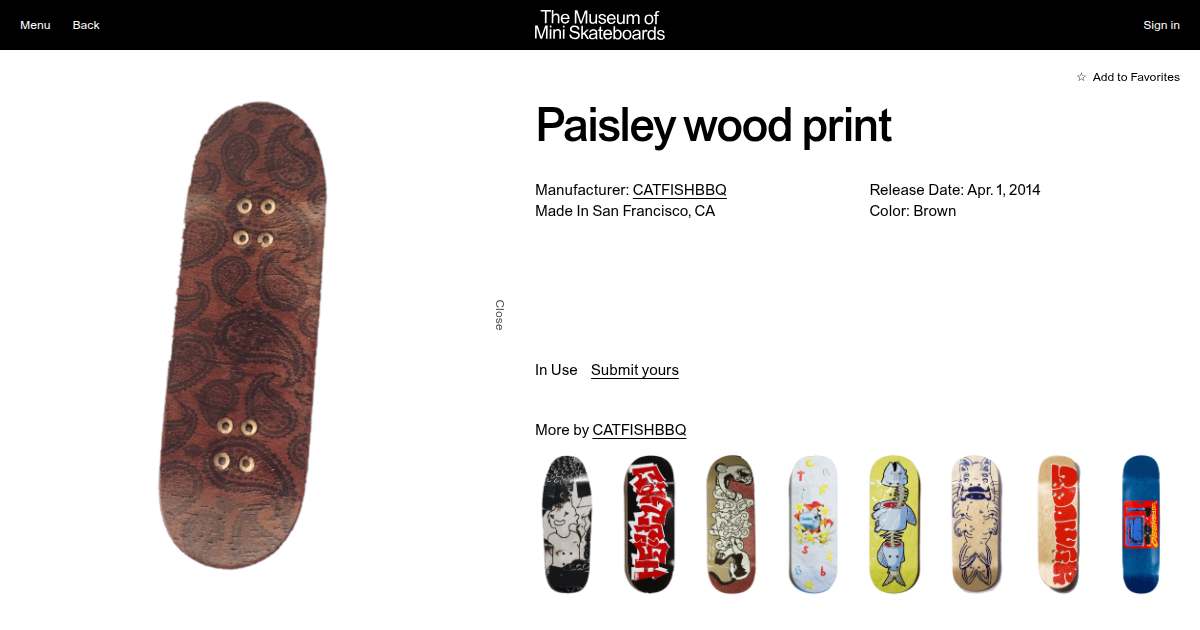 Menu
Back
The Museum of
Mini Skateboards
Sign in
☆ Add to Favorites
Paisley wood print
Manufacturer: CATFISHBBQ
Made In San Francisco, CA
Release Date: Apr. 1, 2014
Color: Brown
Close
In Use
Submit yours
More by CATFISHBBQ